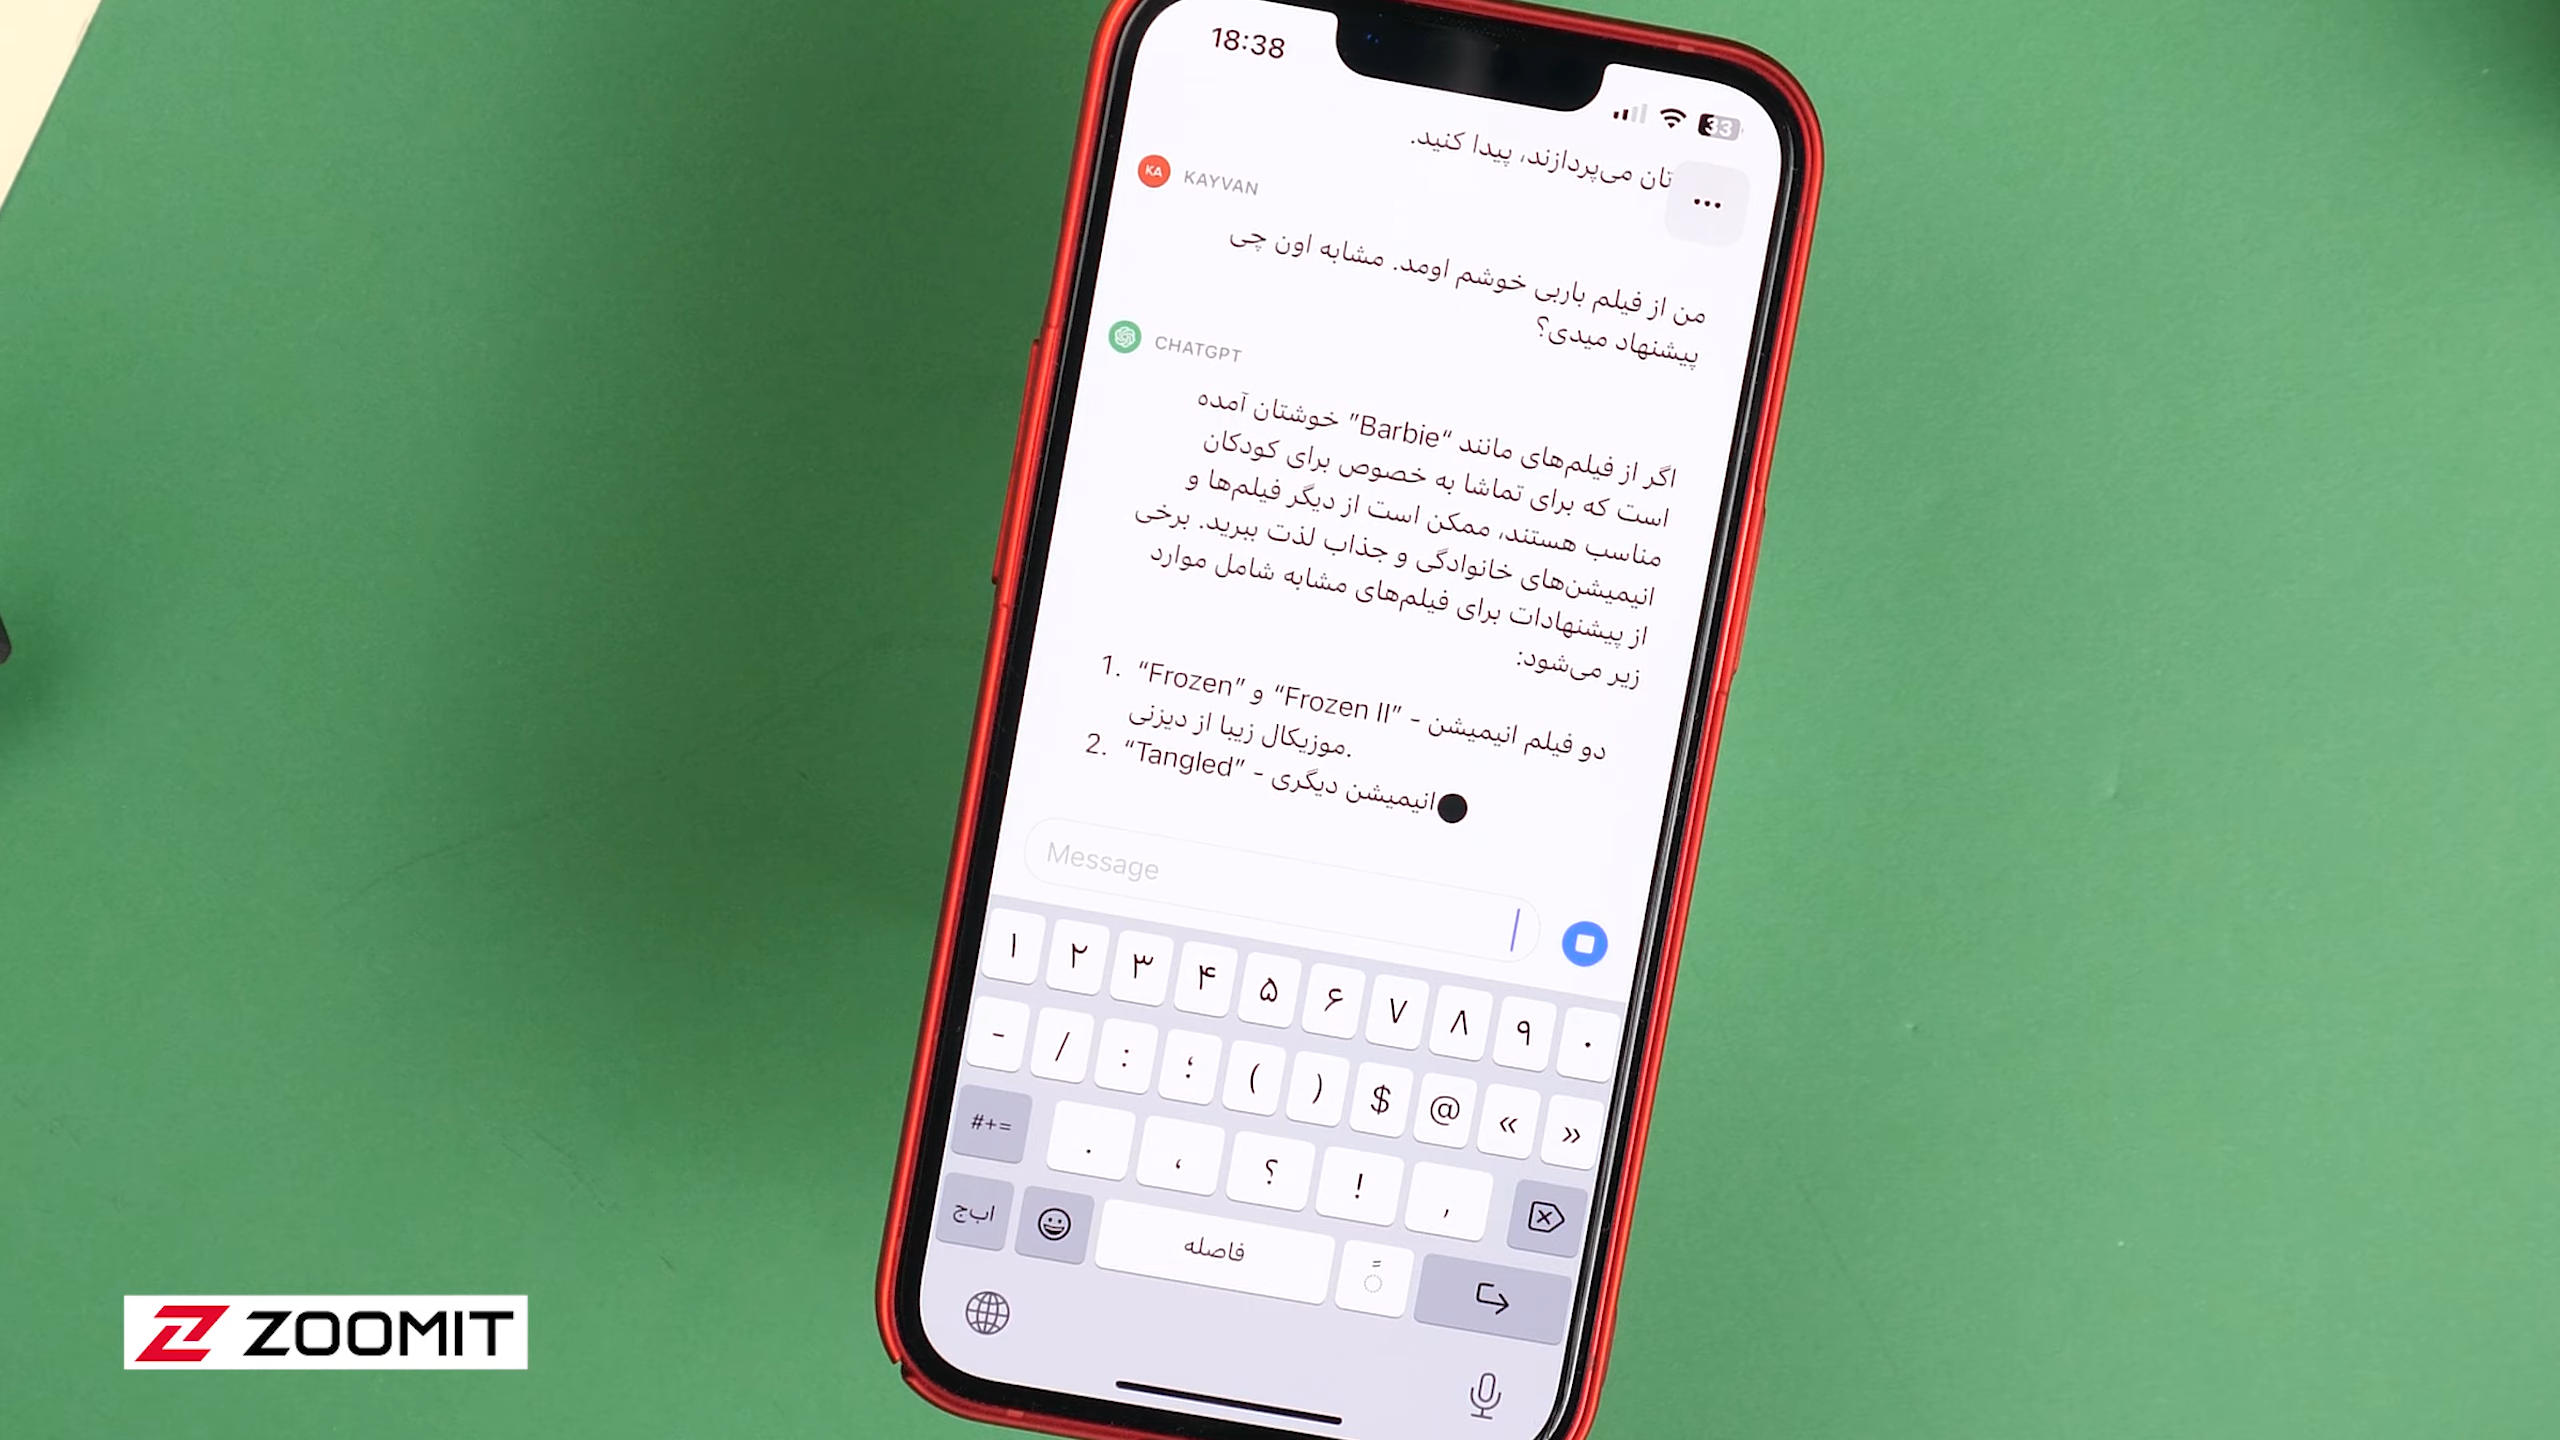 18:38
33
تان می‌پردازند، پیدا کنید.
...
KA KAYVAN
من از فیلم باربی خوشم اومد. مشابه اون چی
پیشنهاد میدی؟
CHATGPT
اگر از فیلم‌های مانند “Barbie” خوشتان آمده
است که برای تماشا به خصوص برای کودکان
مناسب هستند، ممکن است از دیگر فیلم‌ها و
انیمیشن‌های خانوادگی و جذاب لذت ببرید. برخی
از پیشنهادات برای فیلم‌های مشابه شامل موارد
زیر می‌شود:
1. “Frozen” و “Frozen II” - دو فیلم انیمیشن
موزیکال زیبا از دیزنی.
2. “Tangled” - انیمیشن دیگری
Message
۱ ۲ ۳ ۴ ۵ ۶ ۷ ۸ ۹ ۰
- / : ؛ ( ) $ @ « »
#+= . ، ؟ ! ,
اب‌ج فاصله
ZOOMIT